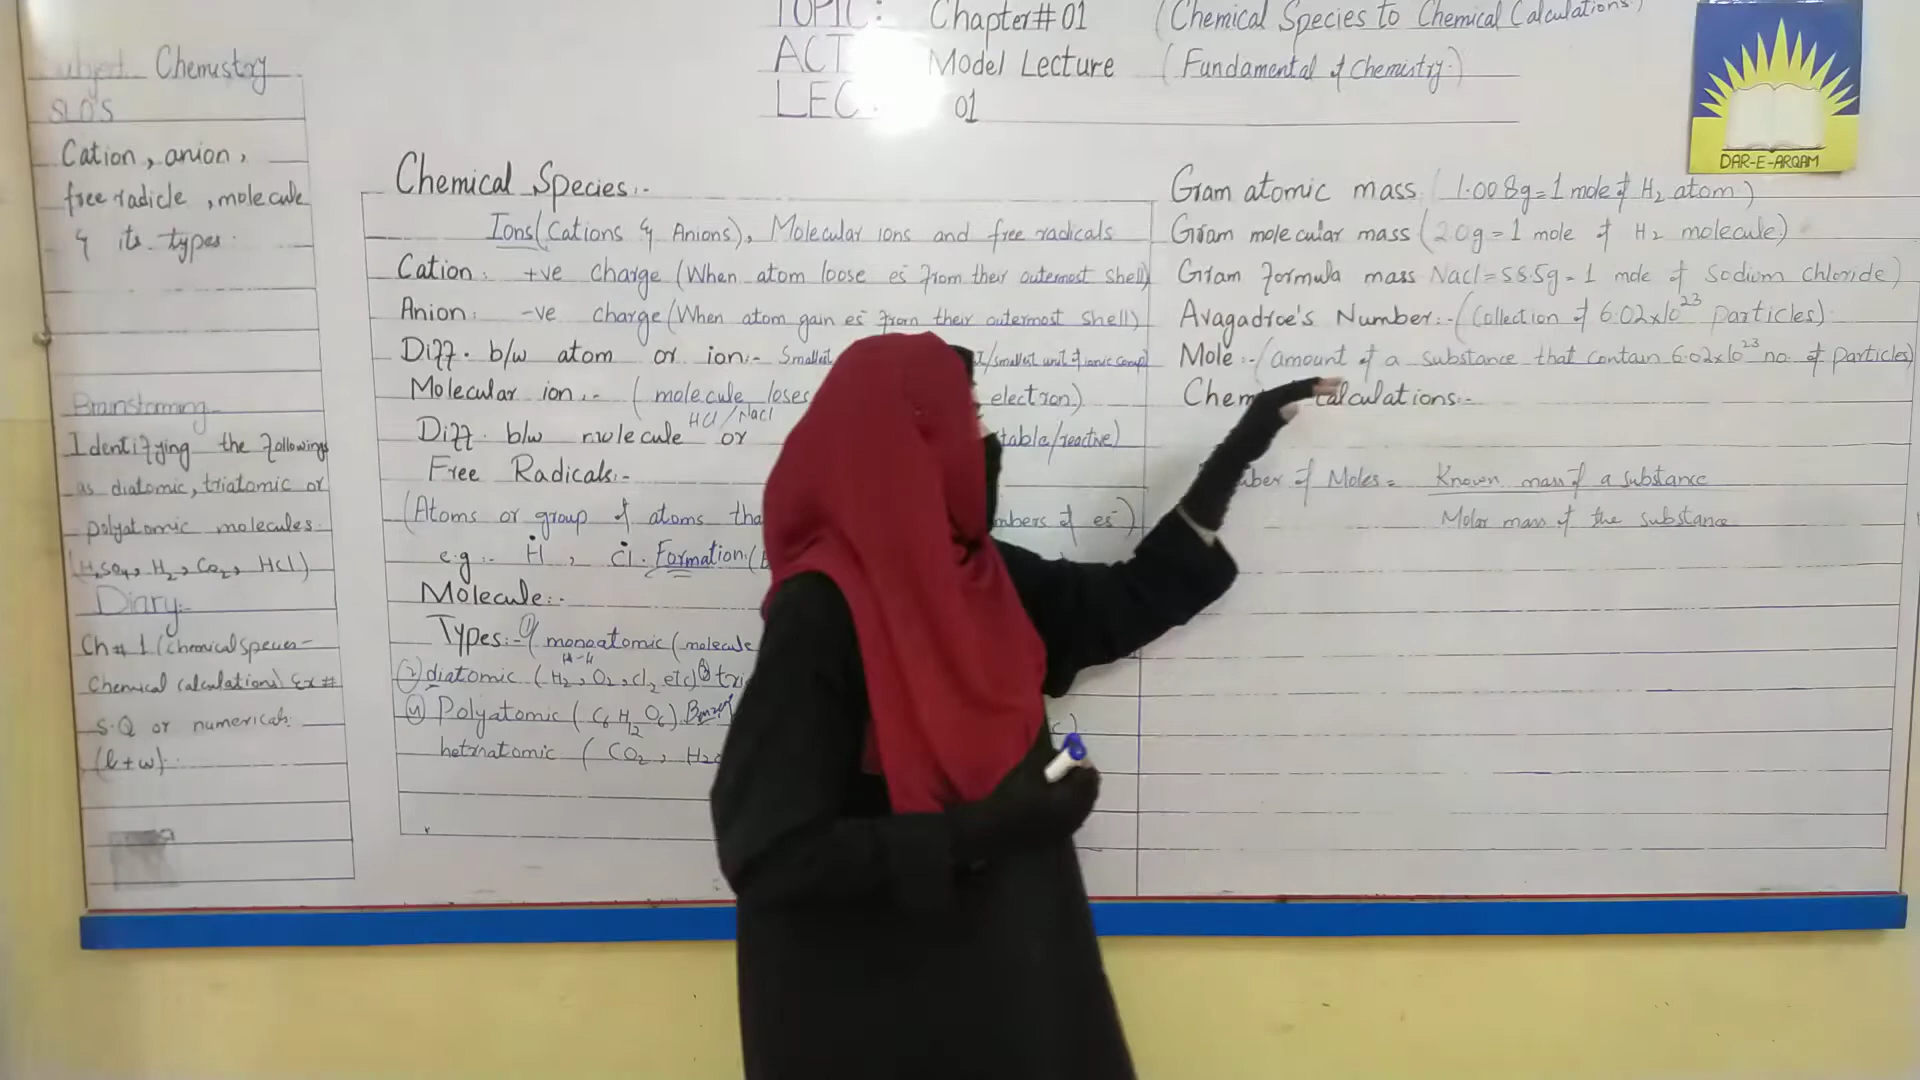 TOPIC: Chapter# 01 (Chemical Species to Chemical Calculations.)
ACT Model Lecture (Fundamental of Chemistry.)
LEC. 01
DAR-E-ARQAM
Subject Chemistry
SLO'S
Cation, anion,
free radicle, molecule
& its types.
Brainstorming
Identifying the followings
as diatomic, triatomic or
polyatomic molecules.
(H2SO4, H2, CO2, HCl)
Diary:-
Ch # 1 (chemical species-
Chemical calculations) Ex #
S.Q or numericals
(l+w).
Chemical Species:-
Ions (Cations & Anions), Molecular ions and free radicals
Cation: +ve charge (When atom loose es- from their outermost shell)
Anion: -ve charge (When atom gain es- from their outermost shell)
Diff. b/w atom or ion:- Smallest /smallest unit of ionic comp)
Molecular ion:- (molecule loses electron)
HCl/NaCl
Diff. b/w molecule or table/reactive)
Free Radicals:-
(Atoms or group of atoms tha mbers of es-)
e.g:- H, Cl. Formation:(
Molecule:-
Types:- 1) monoatomic (molecule
H-H
(2) diatomic (H2, O2, Cl2 etc) (3) tri
(4) Polyatomic (C6H12O6)
(CO2, H2
Gram atomic mass (1.008g=1 mole of H2 atom)
Gram molecular mass (2.0g=1 mole of H2 molecule)
Gram formula mass NaCl=58.5g=1 mole of Sodium chloride)
Avagadroe's Number:-(Collection of 6.02x10^23 particles)
Mole:-(amount of a substance that contain 6.02x10^23 no. of particles)
Chem Calculations:-
ber of Moles = Known mass of a substance
Molar mass of the substance